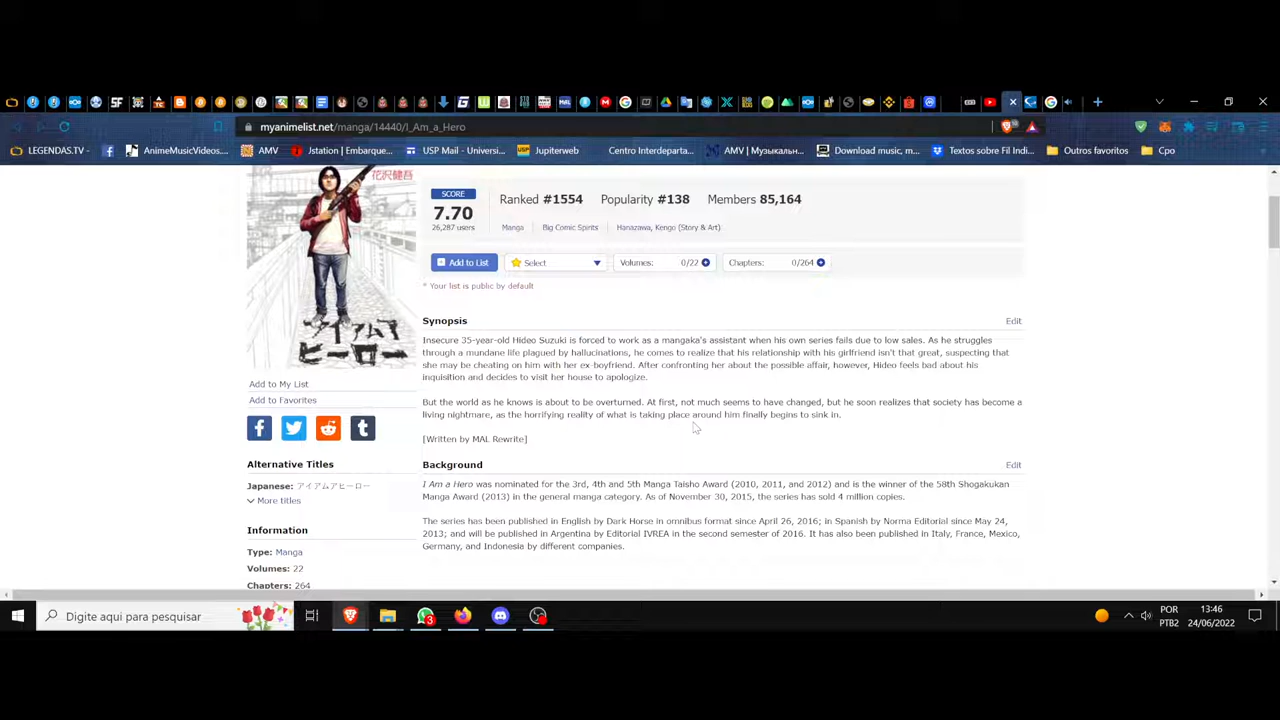 myanimelist.net/manga/14440/I_Am_a_Hero
LEGENDAS.TV -
AnimeMusicVideos...
AMV
Jstation | Embarque...
USP Mail - Universi...
Jupiterweb
Centro Interdeparta...
AMV | Музыкальн...
Download music, m...
Textos sobre Fil Indi...
Outros favoritos
Cpo
花沢健吾
アイアムア
ヒーロー
SCORE
7.70
26,287 users
Ranked #1554 Popularity #138 Members 85,164
Manga Big Comic Spirits Hanazawa, Kengo (Story & Art)
Add to List Select Volumes: 0/22 Chapters: 0/264
* Your list is public by default
Synopsis Edit
Insecure 35-year-old Hideo Suzuki is forced to work as a mangaka's assistant when his own series fails due to low sales. As he struggles
through a mundane life plagued by hallucinations, he comes to realize that his relationship with his girlfriend isn't that great, suspecting that
she may be cheating on him with her ex-boyfriend. After confronting her about the possible affair, however, Hideo feels bad about his
inquisition and decides to visit her house to apologize.
But the world as he knows is about to be overturned. At first, not much seems to have changed, but he soon realizes that society has become a
living nightmare, as the horrifying reality of what is taking place around him finally begins to sink in.
[Written by MAL Rewrite]
Background Edit
I Am a Hero was nominated for the 3rd, 4th and 5th Manga Taisho Award (2010, 2011, and 2012) and is the winner of the 58th Shogakukan
Manga Award (2013) in the general manga category. As of November 30, 2015, the series has sold 4 million copies.
The series has been published in English by Dark Horse in omnibus format since April 26, 2016; in Spanish by Norma Editorial since May 24,
2013; and will be published in Argentina by Editorial IVREA in the second semester of 2016. It has also been published in Italy, France, Mexico,
Germany, and Indonesia by different companies.
Add to My List
Add to Favorites
Alternative Titles
Japanese: アイアムアヒーロー
More titles
Information
Type: Manga
Volumes: 22
Chapters: 264
Digite aqui para pesquisar
3
POR
PTB2
13:46
24/06/2022